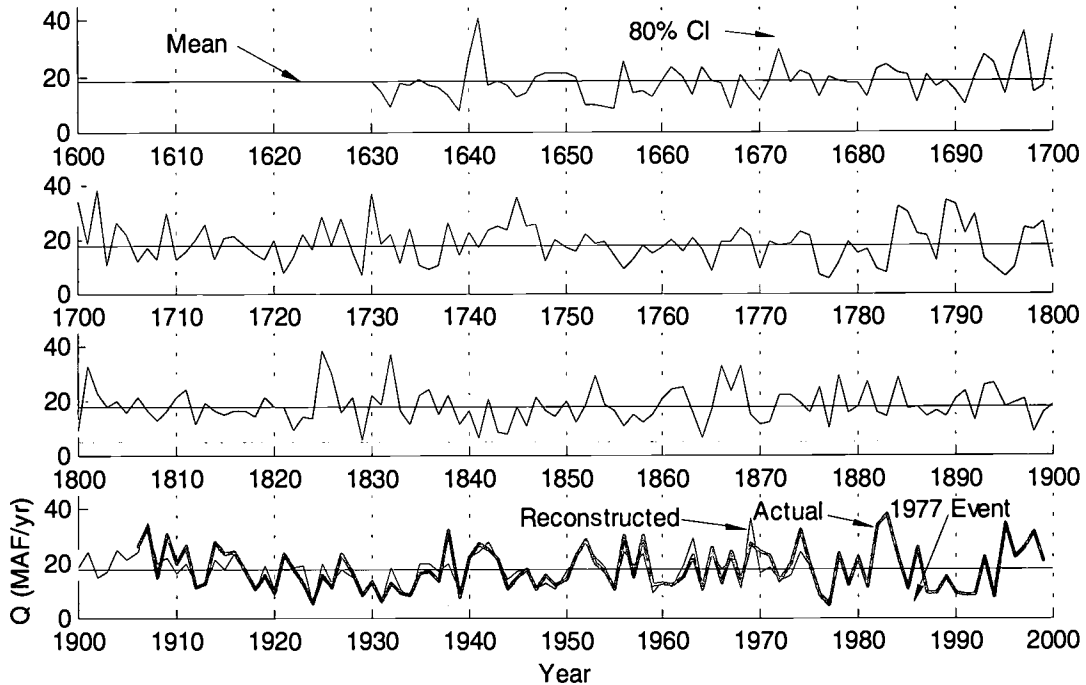 40
20
0
Mean
80% CI
1600 1610 1620 1630 1640 1650 1660 1670 1680 1690 1700
40
20
0
1700 1710 1720 1730 1740 1750 1760 1770 1780 1790 1800
40
20
0
1800 1810 1820 1830 1840 1850 1860 1870 1880 1890 1900
Q (MAF/yr)
40
20
0
Reconstructed
Actual
1977 Event
1900 1910 1920 1930 1940 1950 1960 1970 1980 1990 2000
Year